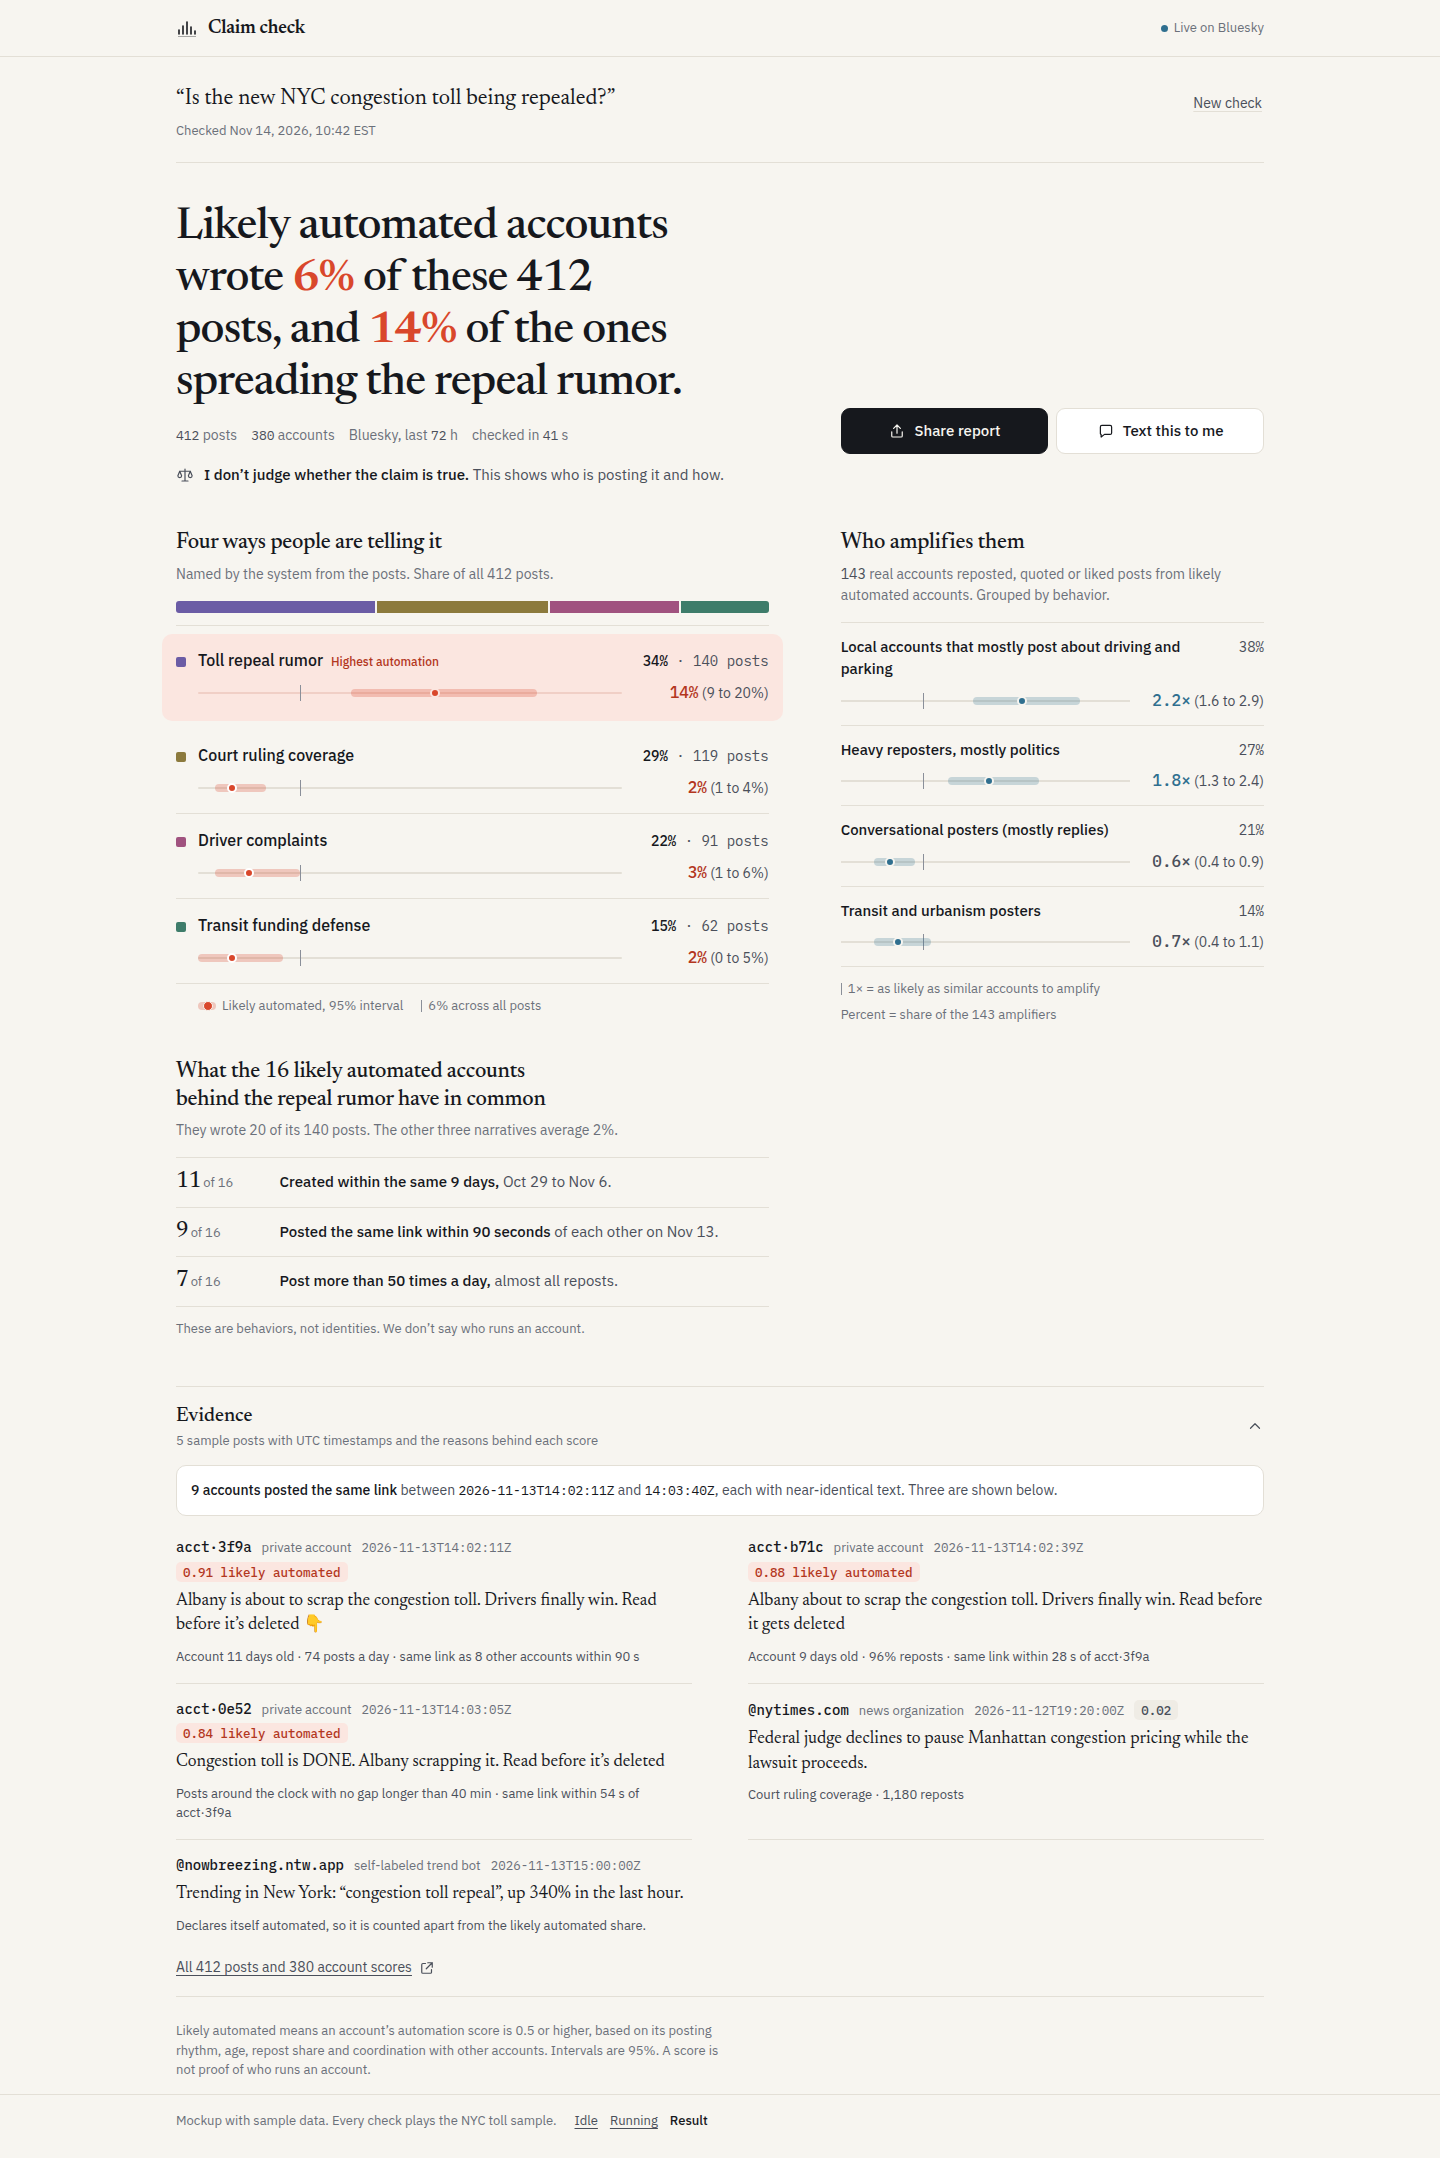 Claim check
Live on Bluesky
“Is the new NYC congestion toll being repealed?”
New check
Checked Nov 14, 2026, 10:42 EST
Likely automated accounts
wrote 6% of these 412
posts, and 14% of the ones
spreading the repeal rumor.
412 posts 380 accounts Bluesky, last 72 h checked in 41 s
Share report
Text this to me
I don’t judge whether the claim is true. This shows who is posting it and how.
Four ways people are telling it
Named by the system from the posts. Share of all 412 posts.
Toll repeal rumor Highest automation 34% · 140 posts
14% (9 to 20%)
Court ruling coverage 29% · 119 posts
2% (1 to 4%)
Driver complaints 22% · 91 posts
3% (1 to 6%)
Transit funding defense 15% · 62 posts
2% (0 to 5%)
Likely automated, 95% interval 6% across all posts
Who amplifies them
143 real accounts reposted, quoted or liked posts from likely
automated accounts. Grouped by behavior.
Local accounts that mostly post about driving and 38%
parking
2.2× (1.6 to 2.9)
Heavy reposters, mostly politics 27%
1.8× (1.3 to 2.4)
Conversational posters (mostly replies) 21%
0.6× (0.4 to 0.9)
Transit and urbanism posters 14%
0.7× (0.4 to 1.1)
1× = as likely as similar accounts to amplify
Percent = share of the 143 amplifiers
What the 16 likely automated accounts
behind the repeal rumor have in common
They wrote 20 of its 140 posts. The other three narratives average 2%.
11 of 16 Created within the same 9 days, Oct 29 to Nov 6.
9 of 16 Posted the same link within 90 seconds of each other on Nov 13.
7 of 16 Post more than 50 times a day, almost all reposts.
These are behaviors, not identities. We don’t say who runs an account.
Evidence
5 sample posts with UTC timestamps and the reasons behind each score
9 accounts posted the same link between 2026-11-13T14:02:11Z and 14:03:40Z, each with near-identical text. Three are shown below.
acct·3f9a private account 2026-11-13T14:02:11Z
0.91 likely automated
Albany is about to scrap the congestion toll. Drivers finally win. Read
before it’s deleted 👇
Account 11 days old · 74 posts a day · same link as 8 other accounts within 90 s
acct·b71c private account 2026-11-13T14:02:39Z
0.88 likely automated
Albany about to scrap the congestion toll. Drivers finally win. Read before
it gets deleted
Account 9 days old · 96% reposts · same link within 28 s of acct·3f9a
acct·0e52 private account 2026-11-13T14:03:05Z
0.84 likely automated
Congestion toll is DONE. Albany scrapping it. Read before it’s deleted
Posts around the clock with no gap longer than 40 min · same link within 54 s of
acct·3f9a
@nytimes.com news organization 2026-11-12T19:20:00Z 0.02
Federal judge declines to pause Manhattan congestion pricing while the
lawsuit proceeds.
Court ruling coverage · 1,180 reposts
@nowbreezing.ntw.app self-labeled trend bot 2026-11-13T15:00:00Z
Trending in New York: “congestion toll repeal”, up 340% in the last hour.
Declares itself automated, so it is counted apart from the likely automated share.
All 412 posts and 380 account scores
Likely automated means an account’s automation score is 0.5 or higher, based on its posting
rhythm, age, repost share and coordination with other accounts. Intervals are 95%. A score is
not proof of who runs an account.
Mockup with sample data. Every check plays the NYC toll sample. Idle Running Result